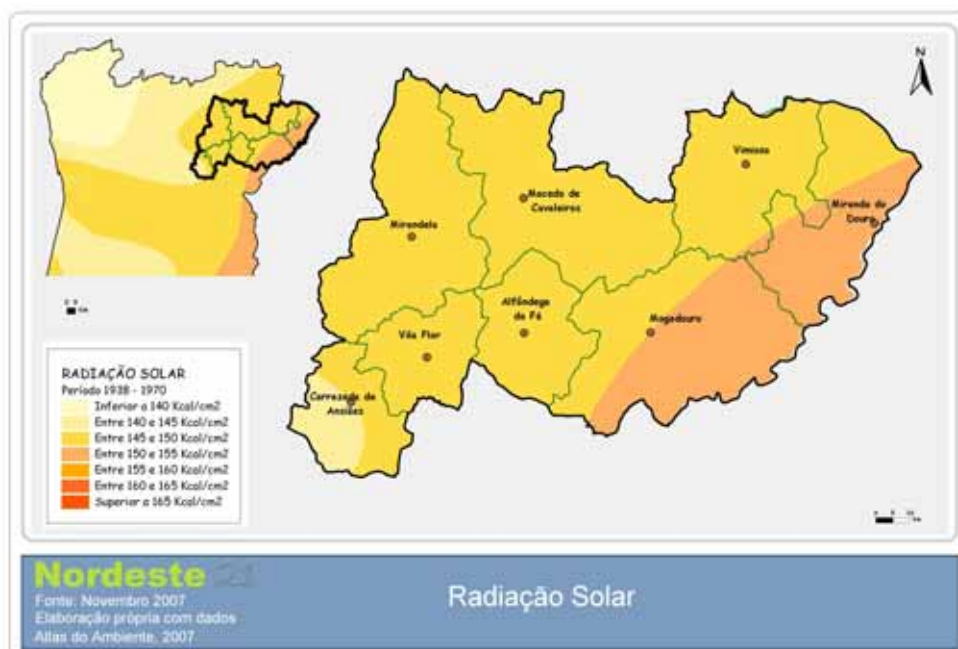 N
Vimioso
Macedo de
Cavaleiros
Miranda do
Douro
Mirandela
Alfândega
da Fé
Mogadouro
Vila Flor
Carrazeda de
Ansiães
RADIAÇÃO SOLAR
Período 1938 - 1970
Inferior a 140 Kcal/cm2
Entre 140 e 145 Kcal/cm2
Entre 145 e 150 Kcal/cm2
Entre 150 e 155 Kcal/cm2
Entre 155 e 160 Kcal/cm2
Entre 160 e 165 Kcal/cm2
Superior a 165 Kcal/cm2
Nordeste 21
Fonte: Novembro 2007
Elaboração própria com dados
Atlas do Ambiente, 2007
Radiação Solar